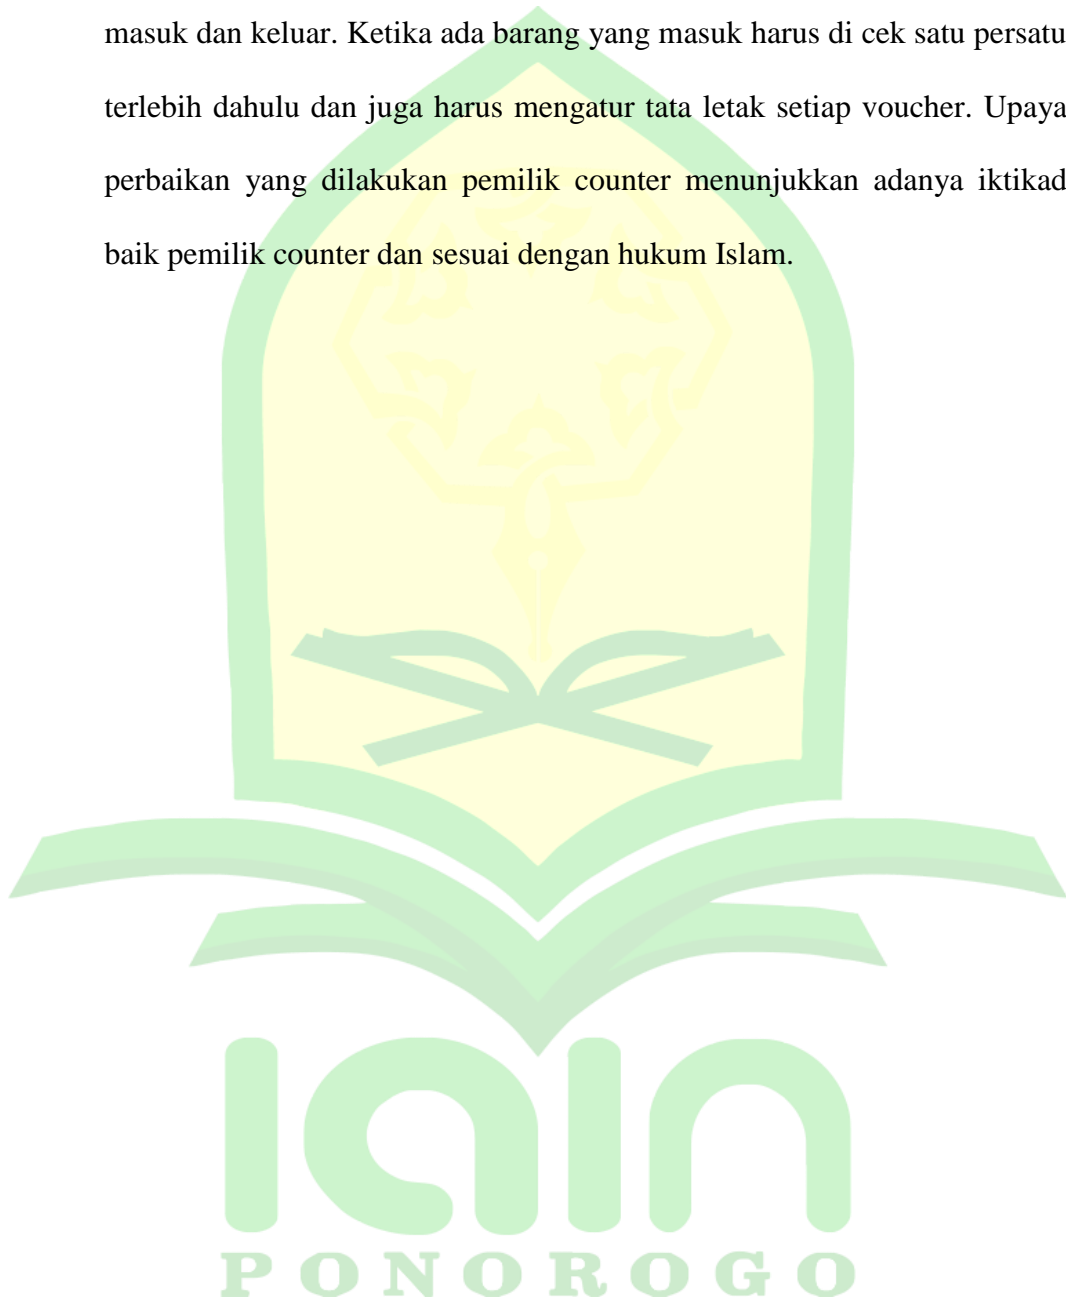 masuk dan keluar. Ketika ada barang yang masuk harus di cek satu persatu
terlebih dahulu dan juga harus mengatur tata letak setiap voucher. Upaya
perbaikan yang dilakukan pemilik counter menunjukkan adanya iktikad
baik pemilik counter dan sesuai dengan hukum Islam.
IAIN
PONOROGO